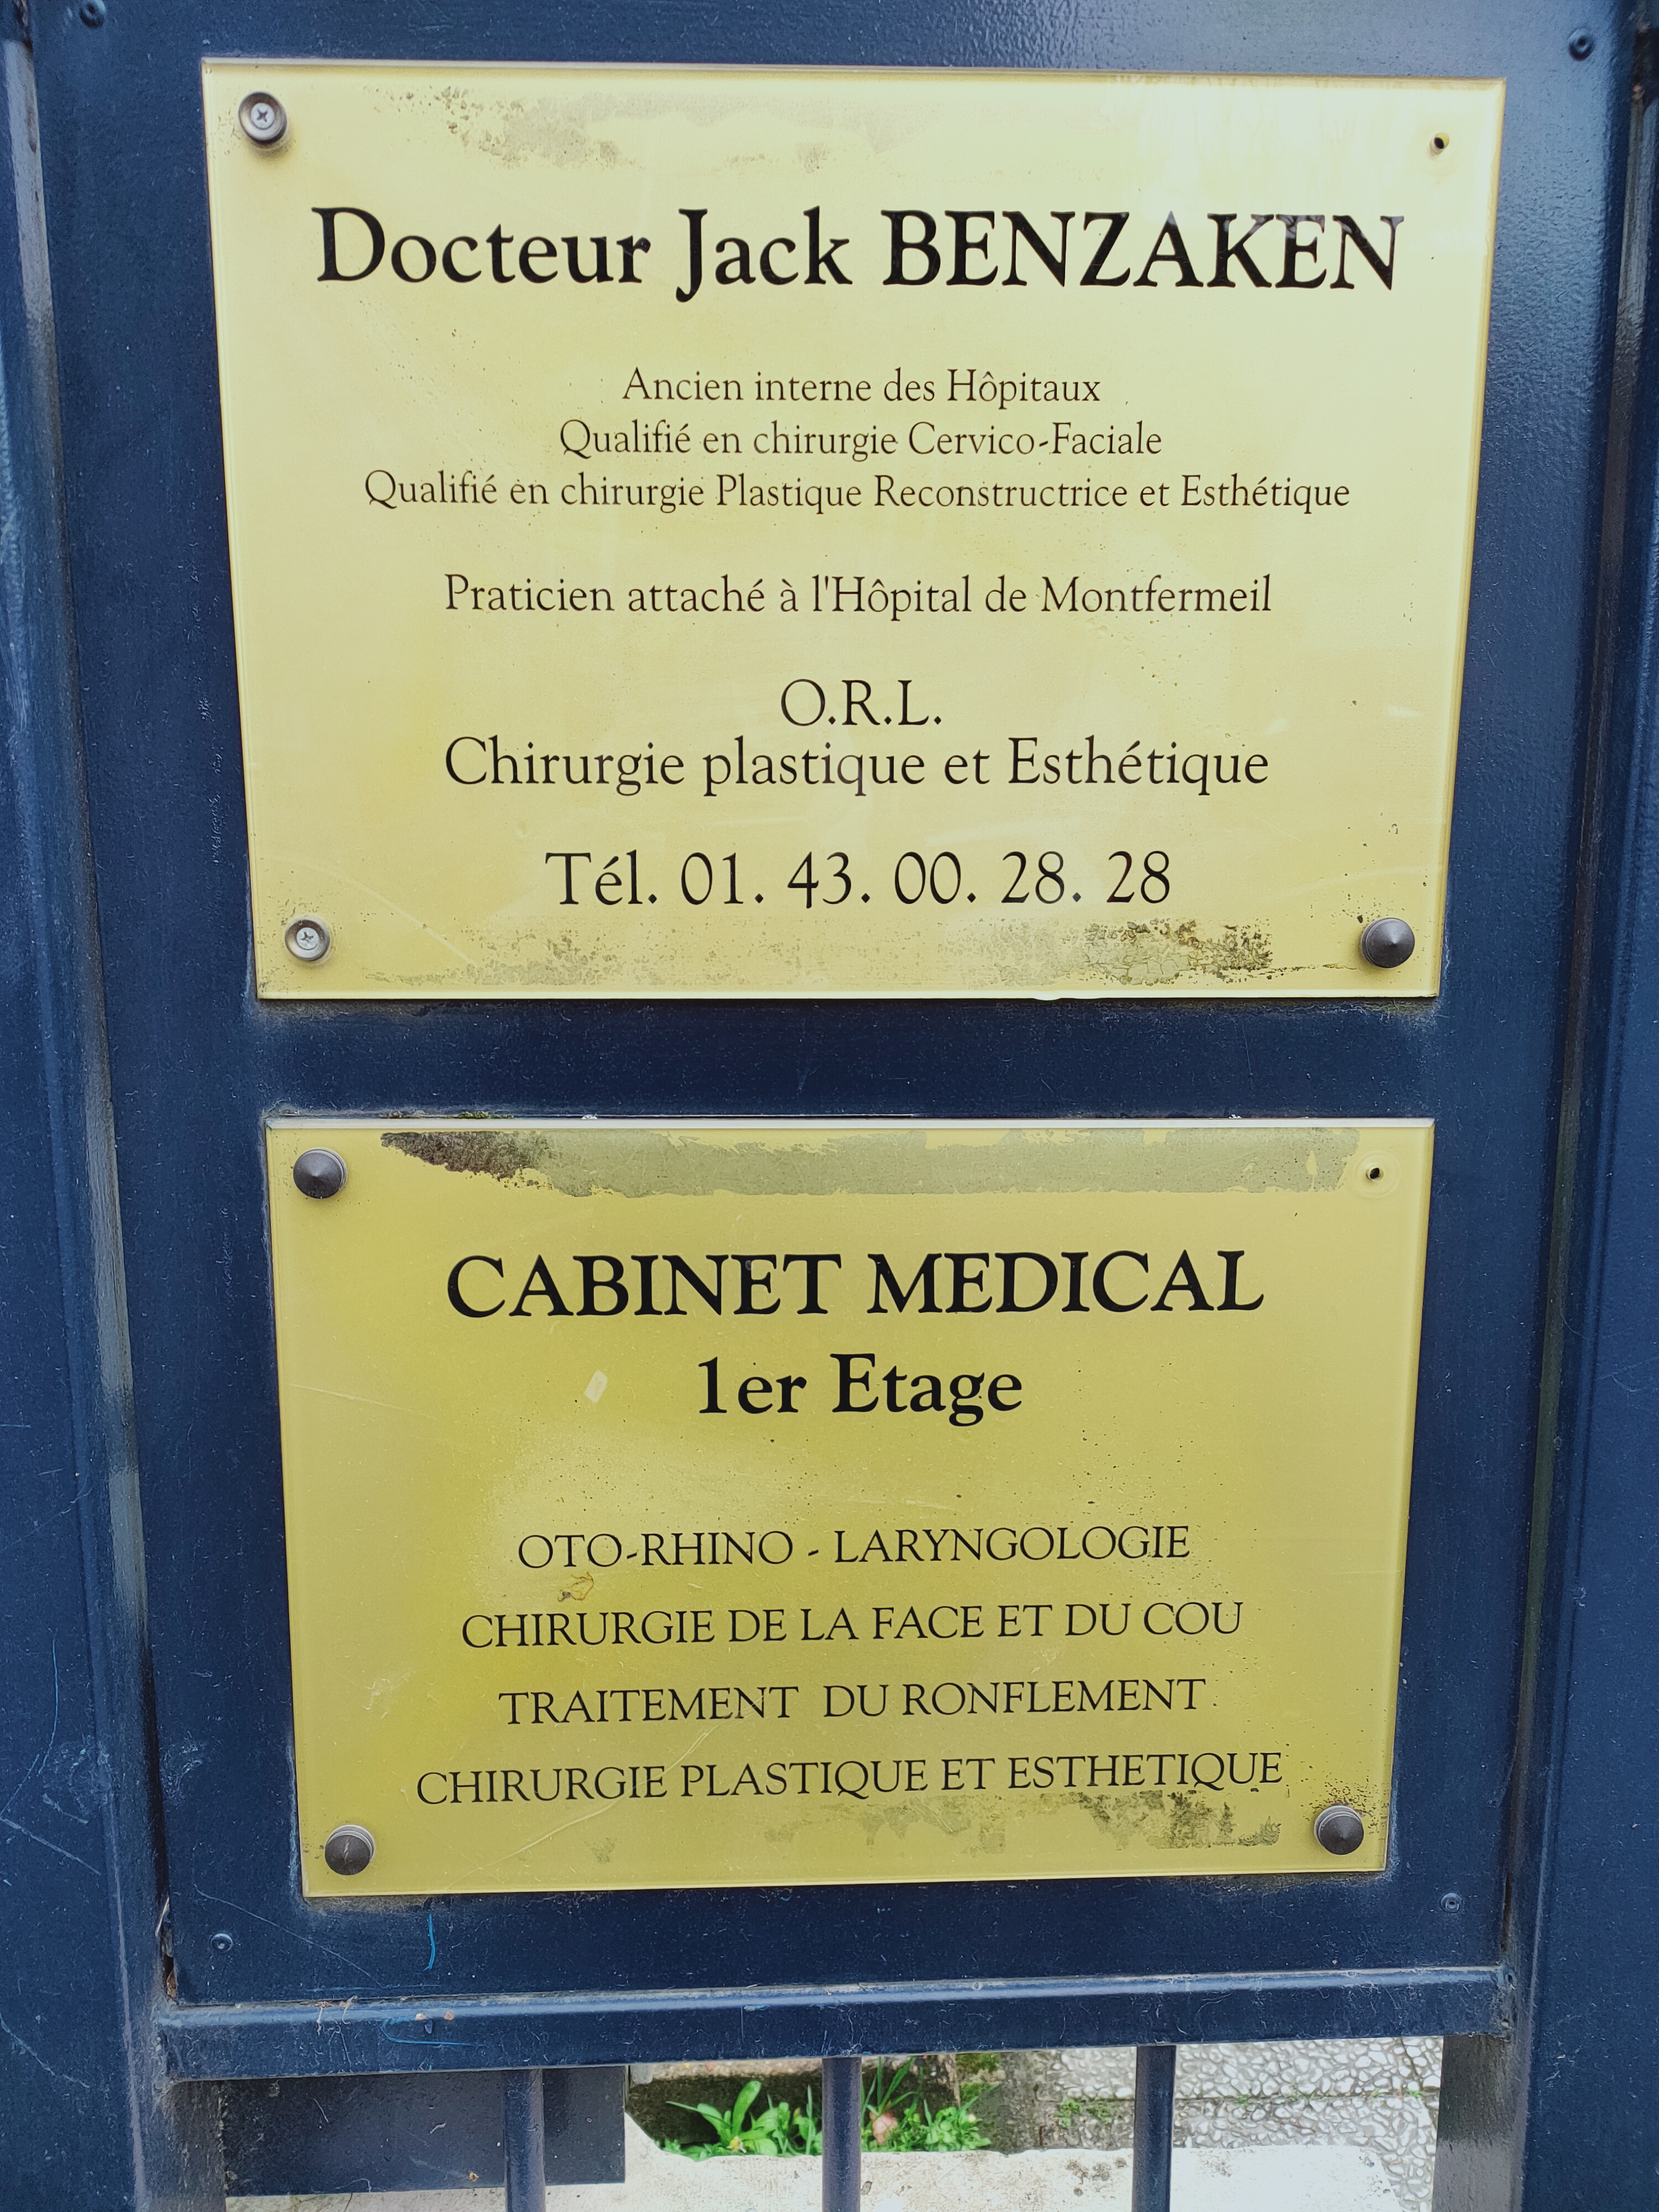 Docteur Jack BENZAKEN
Ancien interne des Hôpitaux
Qualifié en chirurgie Cervico-Faciale
Qualifié en chirurgie Plastique Reconstructrice et Esthétique
Praticien attaché à l'Hôpital de Montfermeil
O.R.L.
Chirurgie plastique et Esthétique
Tél. 01. 43. 00. 28. 28
CABINET MEDICAL
1er Etage
OTO-RHINO - LARYNGOLOGIE
CHIRURGIE DE LA FACE ET DU COU
TRAITEMENT DU RONFLEMENT
CHIRURGIE PLASTIQUE ET ESTHETIQUE